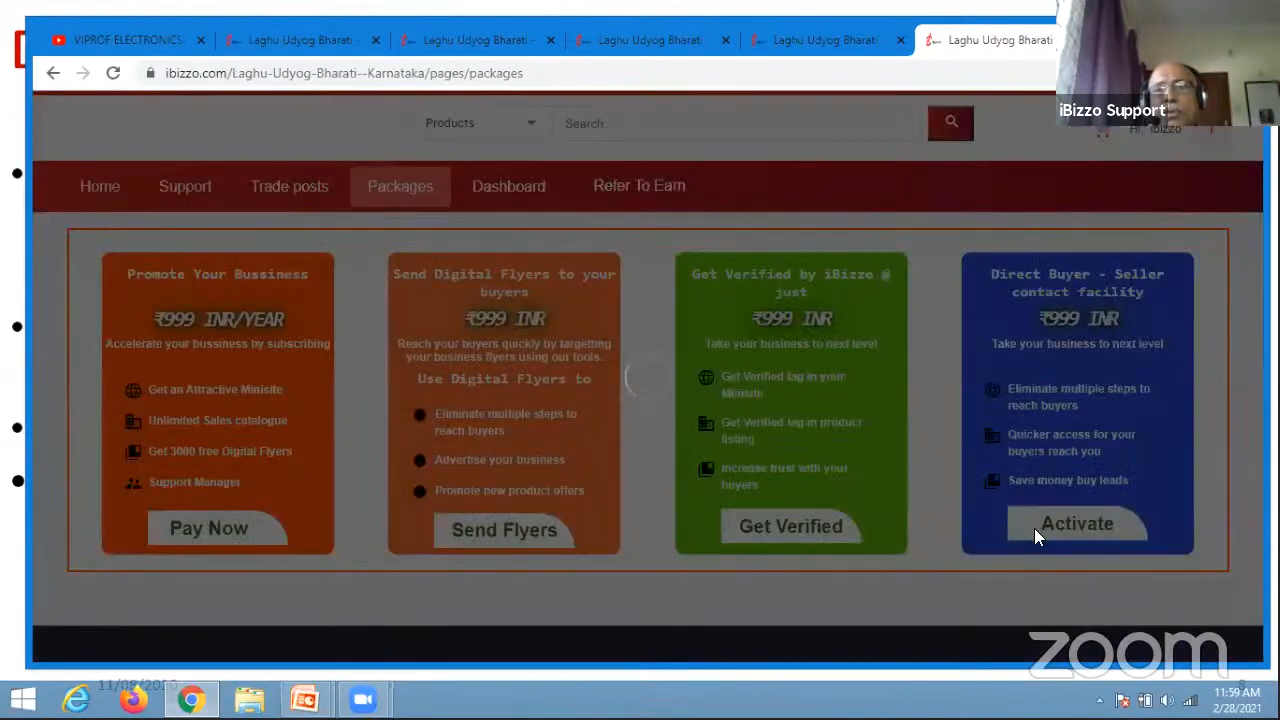 VIPROF ELECTRONICS
Laghu Udyog Bharati -
Laghu Udyog Bharati -
Laghu Udyog Bharati
Laghu Udyog Bharati
Laghu Udyog Bharati
ibizzo.com/Laghu-Udyog-Bharati--Karnataka/pages/packages
iBizzo Support
Products
Search.
Hi, ibizzo
Home
Support
Trade posts
Packages
Dashboard
Refer To Earn
Promote Your Bussiness
₹999 INR/YEAR
Accelerate your bussiness by subscribing
Get an Attractive Minisite
Unlimited Sales catalogue
Get 3000 free Digital Flyers
Support Manager
Pay Now
Send Digital Flyers to your
buyers
₹999 INR
Reach your buyers quickly by targetting
your business flyers using our tools.
Use Digital Flyers to
Eliminate multiple steps to
reach buyers
Advertise your business
Promote new product offers
Send Flyers
Get Verified by iBizzo @
just
₹999 INR
Take your business to next level
Get Verified tag in your
Minisite
Get Verified tag in product
listing
Increase trust with your
buyers
Get Verified
Direct Buyer - Seller
contact facility
₹999 INR
Take your business to next level
Eliminate multiple steps to
reach buyers
Quicker access for your
buyers reach you
Save money buy leads
Activate
zoom
11/08/2020
8
11:59 AM
2/28/2021